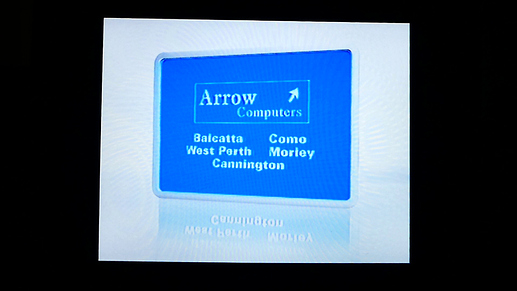 Arrow
Computers
Balcatta Como
West Perth Morley
Cannington